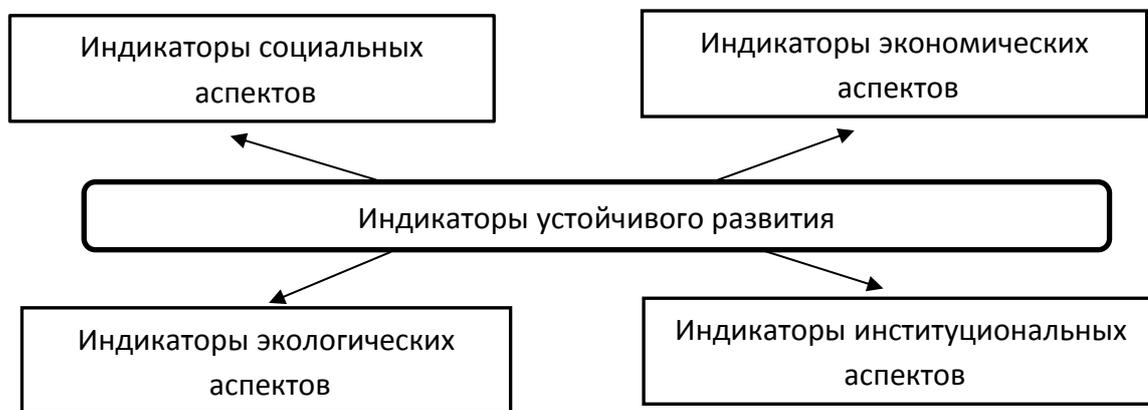 Индикаторы социальных
аспектов
Индикаторы экономических
аспектов
Индикаторы устойчивого развития
Индикаторы экологических
аспектов
Индикаторы институциональных
аспектов